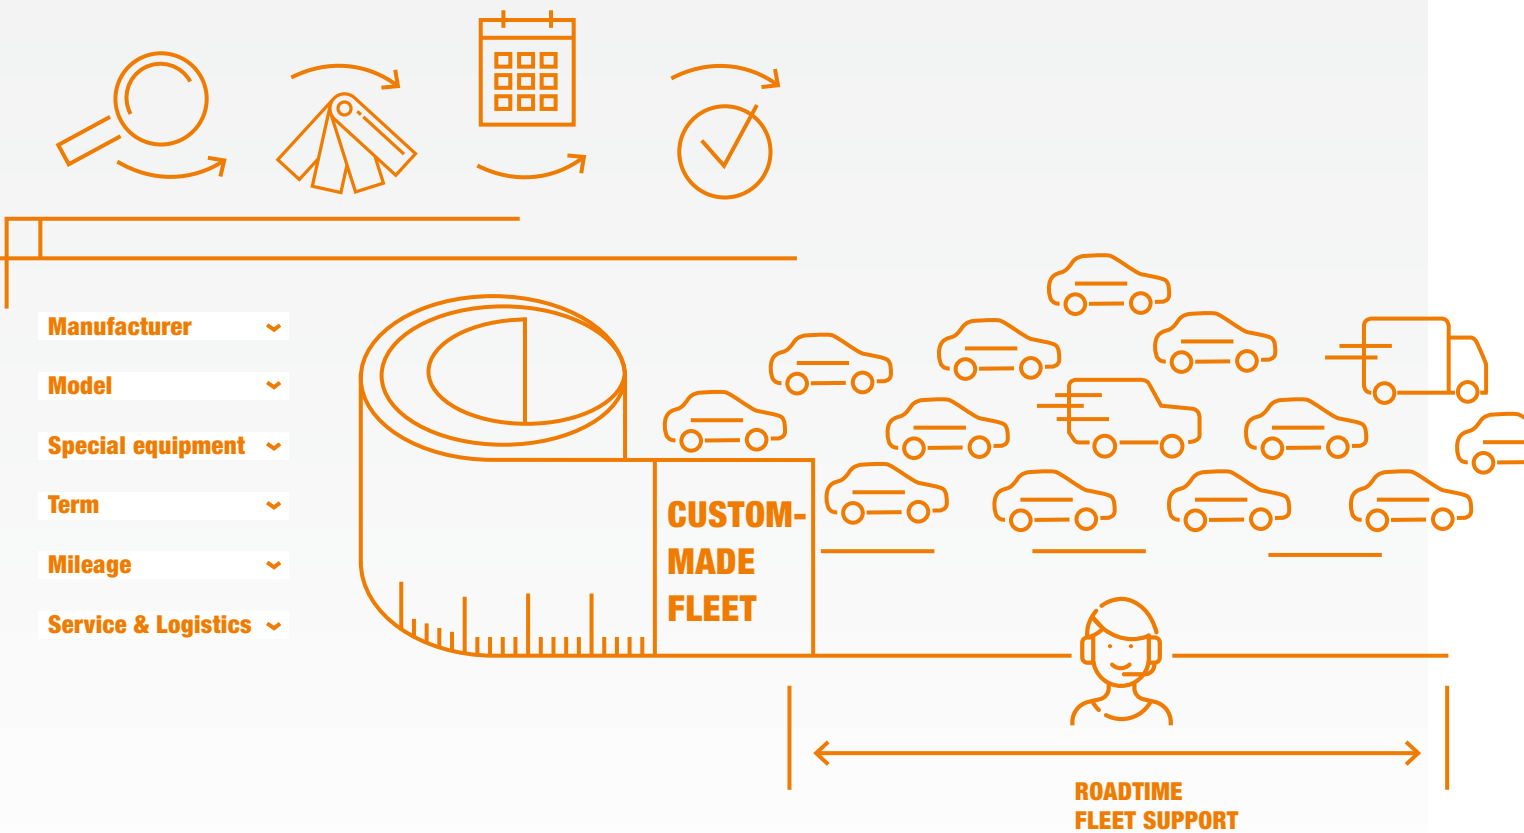 Manufacturer
Model
Special equipment
Term
Mileage
Service & Logistics
CUSTOM-
MADE
FLEET
ROADTIME
FLEET SUPPORT